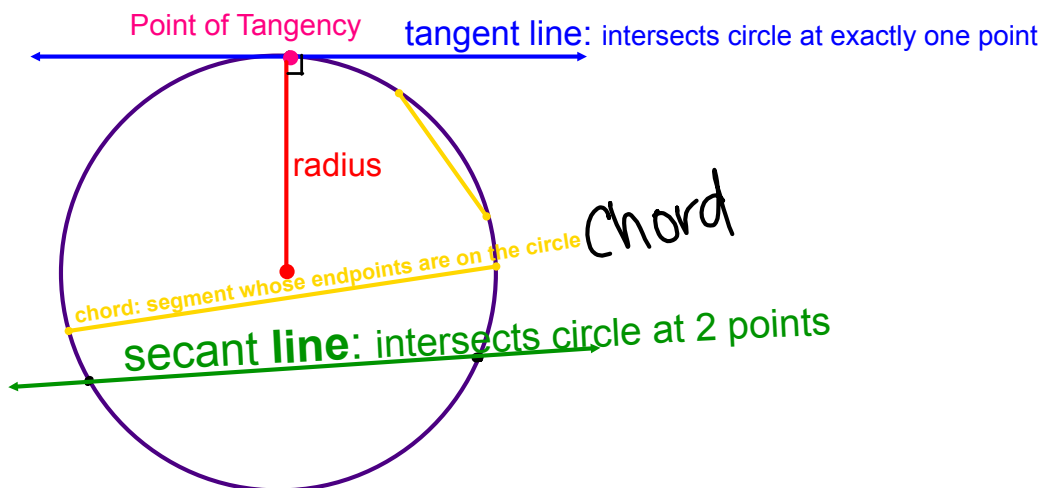 Point of Tangency
tangent line: intersects circle at exactly one point
radius
chord: segment whose endpoints are on the circle
Chord
secant line: intersects circle at 2 points